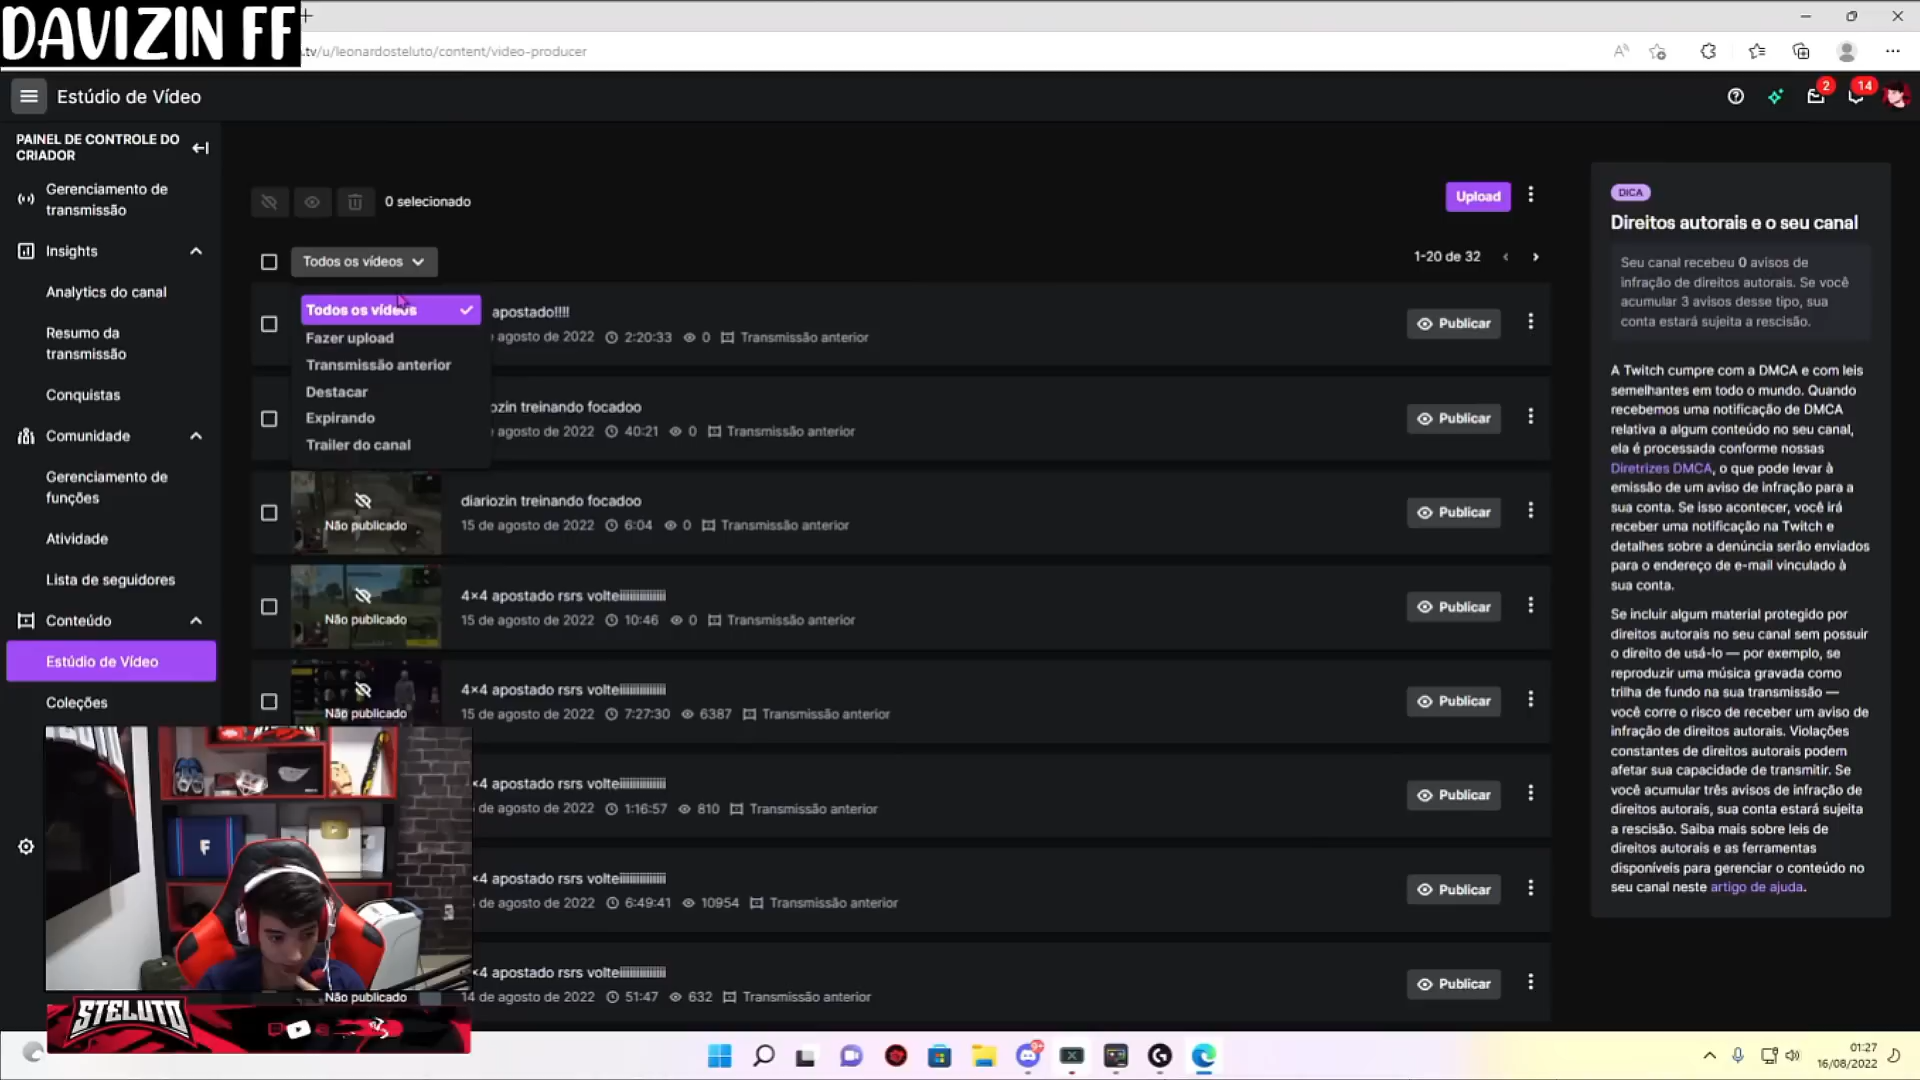 DAVIZIN FF
.tv/u/leonardosteluto/content/video-producer
Estúdio de Vídeo
2
14
PAINEL DE CONTROLE DO
CRIADOR
Gerenciamento de
transmissão
Insights
Analytics do canal
Resumo da
transmissão
Conquistas
Comunidade
Gerenciamento de
funções
Atividade
Lista de seguidores
Conteúdo
Estúdio de Vídeo
Coleções
0 selecionado
Upload
Todos os vídeos
1-20 de 32
Todos os vídeos
Fazer upload
Transmissão anterior
Destacar
Expirando
Trailer do canal
apostado!!!!
agosto de 2022 2:20:33 0 Transmissão anterior
Publicar
ozin treinando focadoo
agosto de 2022 40:21 0 Transmissão anterior
Publicar
Não publicado
diariozin treinando focadoo
15 de agosto de 2022 6:04 0 Transmissão anterior
Publicar
Não publicado
4x4 apostado rsrs volteiiiiiiiiiiiiiii
15 de agosto de 2022 10:46 0 Transmissão anterior
Publicar
Não publicado
4x4 apostado rsrs volteiiiiiiiiiiiiiii
15 de agosto de 2022 7:27:30 6387 Transmissão anterior
Publicar
x4 apostado rsrs volteiiiiiiiiiiiiiii
de agosto de 2022 1:16:57 810 Transmissão anterior
Publicar
x4 apostado rsrs volteiiiiiiiiiiiiiii
de agosto de 2022 6:49:41 10954 Transmissão anterior
Publicar
Não publicado
x4 apostado rsrs volteiiiiiiiiiiiiiii
14 de agosto de 2022 51:47 632 Transmissão anterior
Publicar
DICA
Direitos autorais e o seu canal
Seu canal recebeu 0 avisos de
infração de direitos autorais. Se você
acumular 3 avisos desse tipo, sua
conta estará sujeita a rescisão.
A Twitch cumpre com a DMCA e com leis
semelhantes em todo o mundo. Quando
recebemos uma notificação de DMCA
relativa a algum conteúdo no seu canal,
ela é processada conforme nossas
Diretrizes DMCA, o que pode levar à
emissão de um aviso de infração para a
sua conta. Se isso acontecer, você irá
receber uma notificação na Twitch e
detalhes sobre a denúncia serão enviados
para o endereço de e-mail vinculado à
sua conta.
Se incluir algum material protegido por
direitos autorais no seu canal sem possuir
o direito de usá-lo — por exemplo, se
reproduzir uma música gravada como
trilha de fundo na sua transmissão —
você corre o risco de receber um aviso de
infração de direitos autorais. Violações
constantes de direitos autorais podem
afetar sua capacidade de transmitir. Se
você acumular três avisos de infração de
direitos autorais, sua conta estará sujeita
a rescisão. Saiba mais sobre leis de
direitos autorais e as ferramentas
disponíveis para gerenciar o conteúdo no
seu canal neste artigo de ajuda.
STELUTO
01:27
16/08/2022